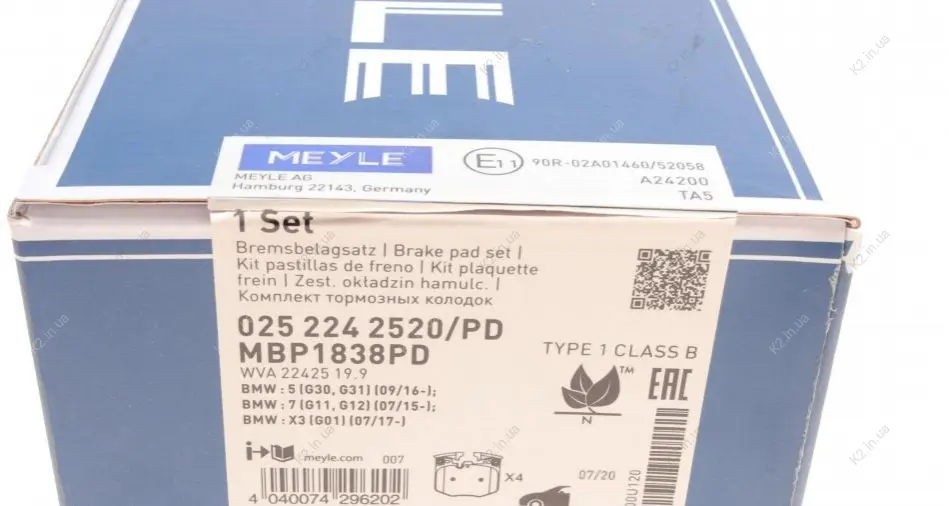 LE
MEYLE
MEYLE AG
Hamburg 22143, Germany
E11
90R-02A01460/52058
A24200
TA5
1 Set
Bremsbelagsatz | Brake pad set |
Kit pastillas de freno | Kit plaquette
frein | Zest. okładzin hamulc. |
Комплект тормозных колодок
025 224 2520/PD
MBP1838PD
WVA 22425 19.9
BMW : 5 (G30, G31) (09/16-);
BMW : 7 (G11, G12) (07/15-);
BMW : X3 (G01) (07/17-)
TYPE 1 CLASS B
TM
N
EAC
meyle.com 007
4 040074 296202
X4
07/20
00U120
K2.in.ua